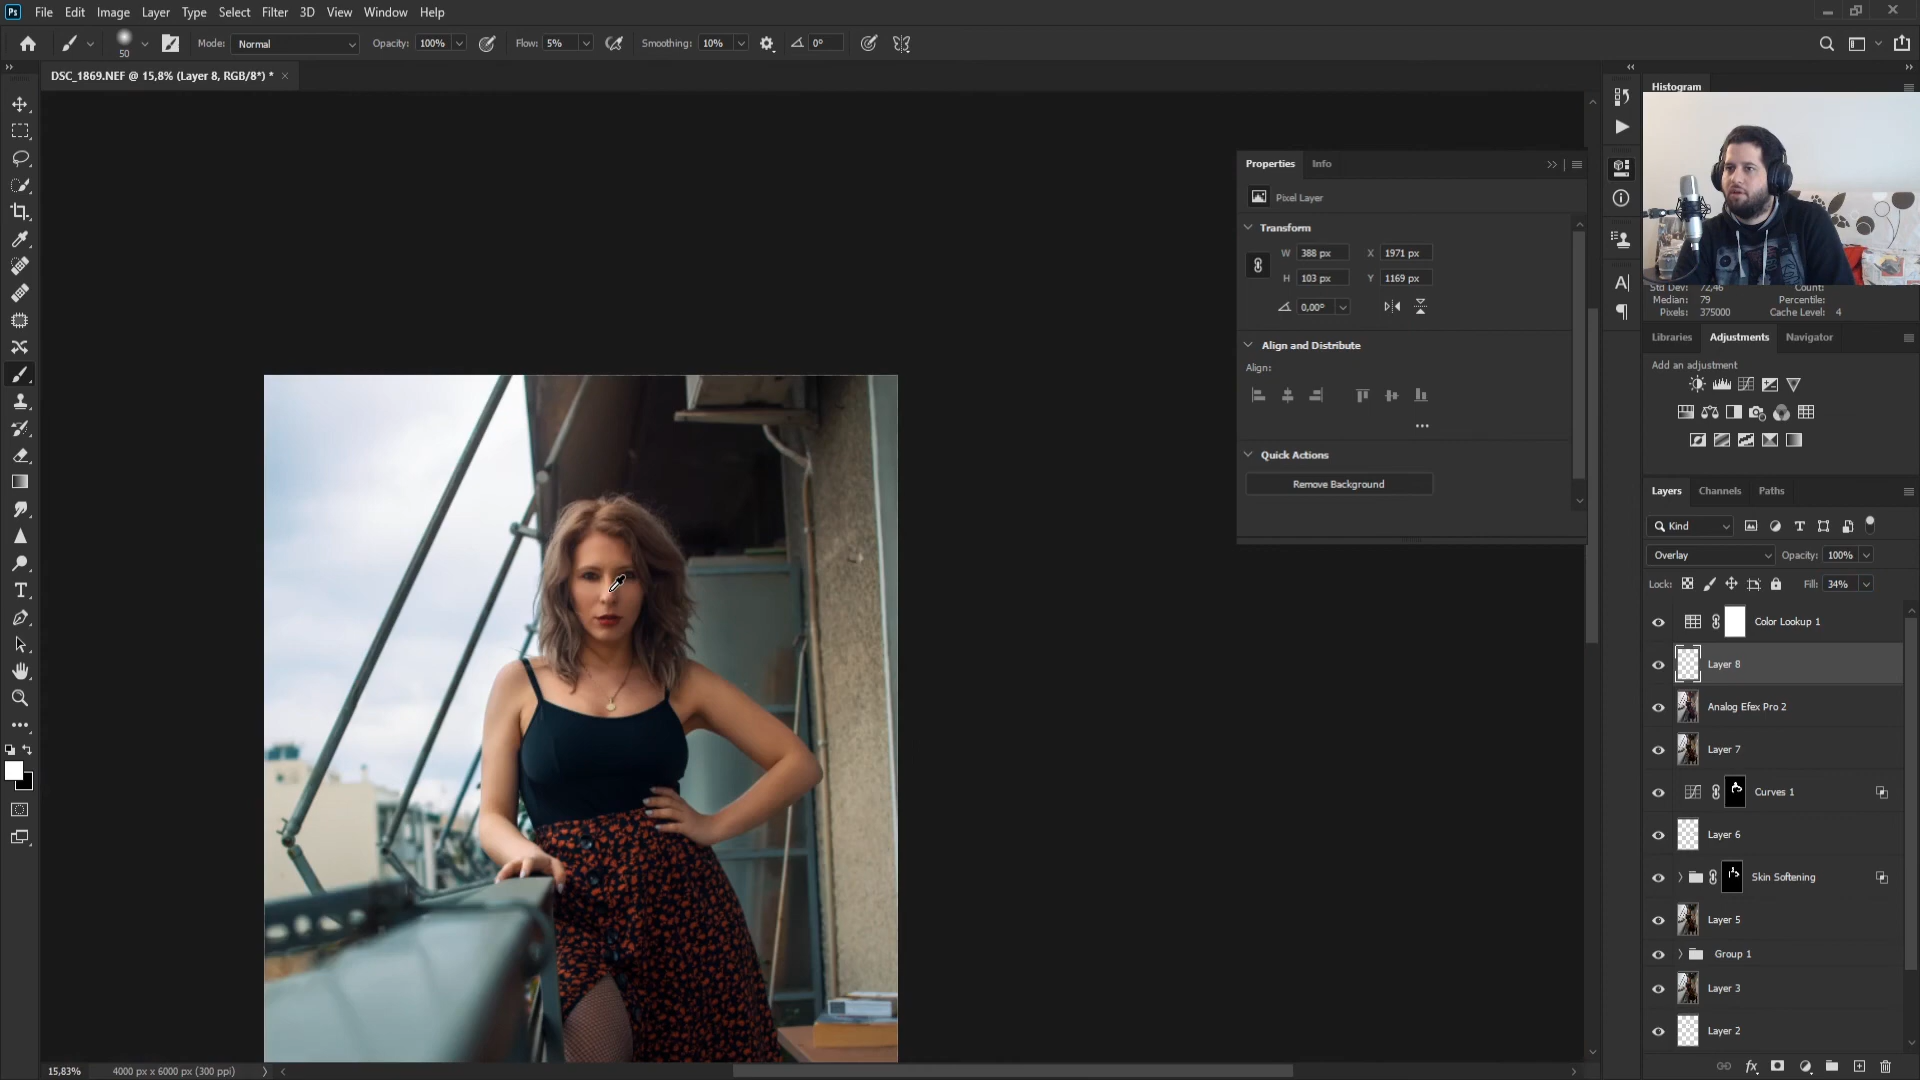 Ps File Edit Image Layer Type Select Filter 3D View Window Help
50 Mode: Normal Opacity: 100% Flow: 5% Smoothing: 10% 0°
DSC_1869.NEF @ 15,8% (Layer 8, RGB/8*) * ×
Histogram
Properties Info
Pixel Layer
Transform
W 388 px X 1971 px
H 103 px Y 1169 px
0,00°
Align and Distribute
Align:
Quick Actions
Remove Background
Std Dev: 72,46 Count:
Median: 79 Percentile:
Pixels: 375000 Cache Level: 4
Libraries Adjustments Navigator
Add an adjustment
Layers Channels Paths
Kind
Overlay Opacity: 100%
Lock: Fill: 34%
Color Lookup 1
Layer 8
Analog Efex Pro 2
Layer 7
Curves 1
Layer 6
Skin Softening
Layer 5
Group 1
Layer 3
Layer 2
15,83% 4000 px x 6000 px (300 ppi)